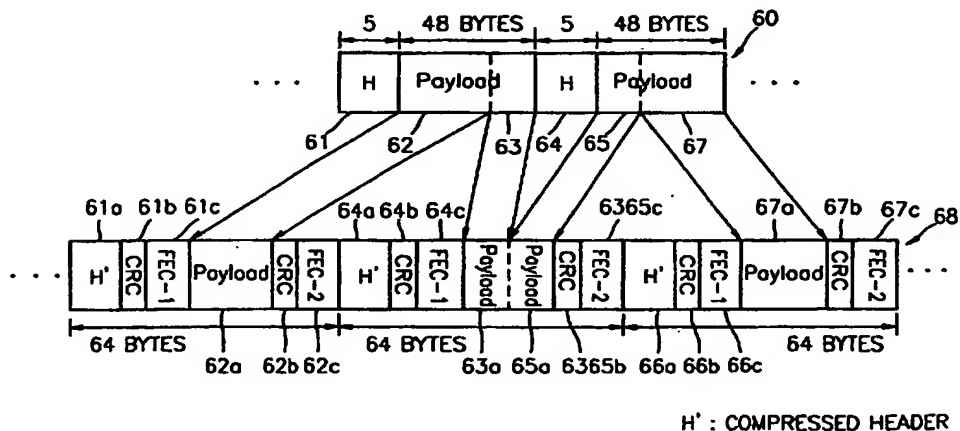 5 48 BYTES 5 48 BYTES 60
... H Payload H Payload ...
61 62 63 64 65 67
61a 61b 61c 64a 64b 64c 6365c 67a 67b 67c 68
... H' CRC FEC-1 Payload CRC FEC-2 H' CRC FEC-1 Payload Payload CRC FEC-2 H' CRC FEC-1 Payload CRC FEC-2 ...
64 BYTES 64 BYTES 64 BYTES
62a 62b 62c 63a 65a 6365b 66a 66b 66c
H' : COMPRESSED HEADER